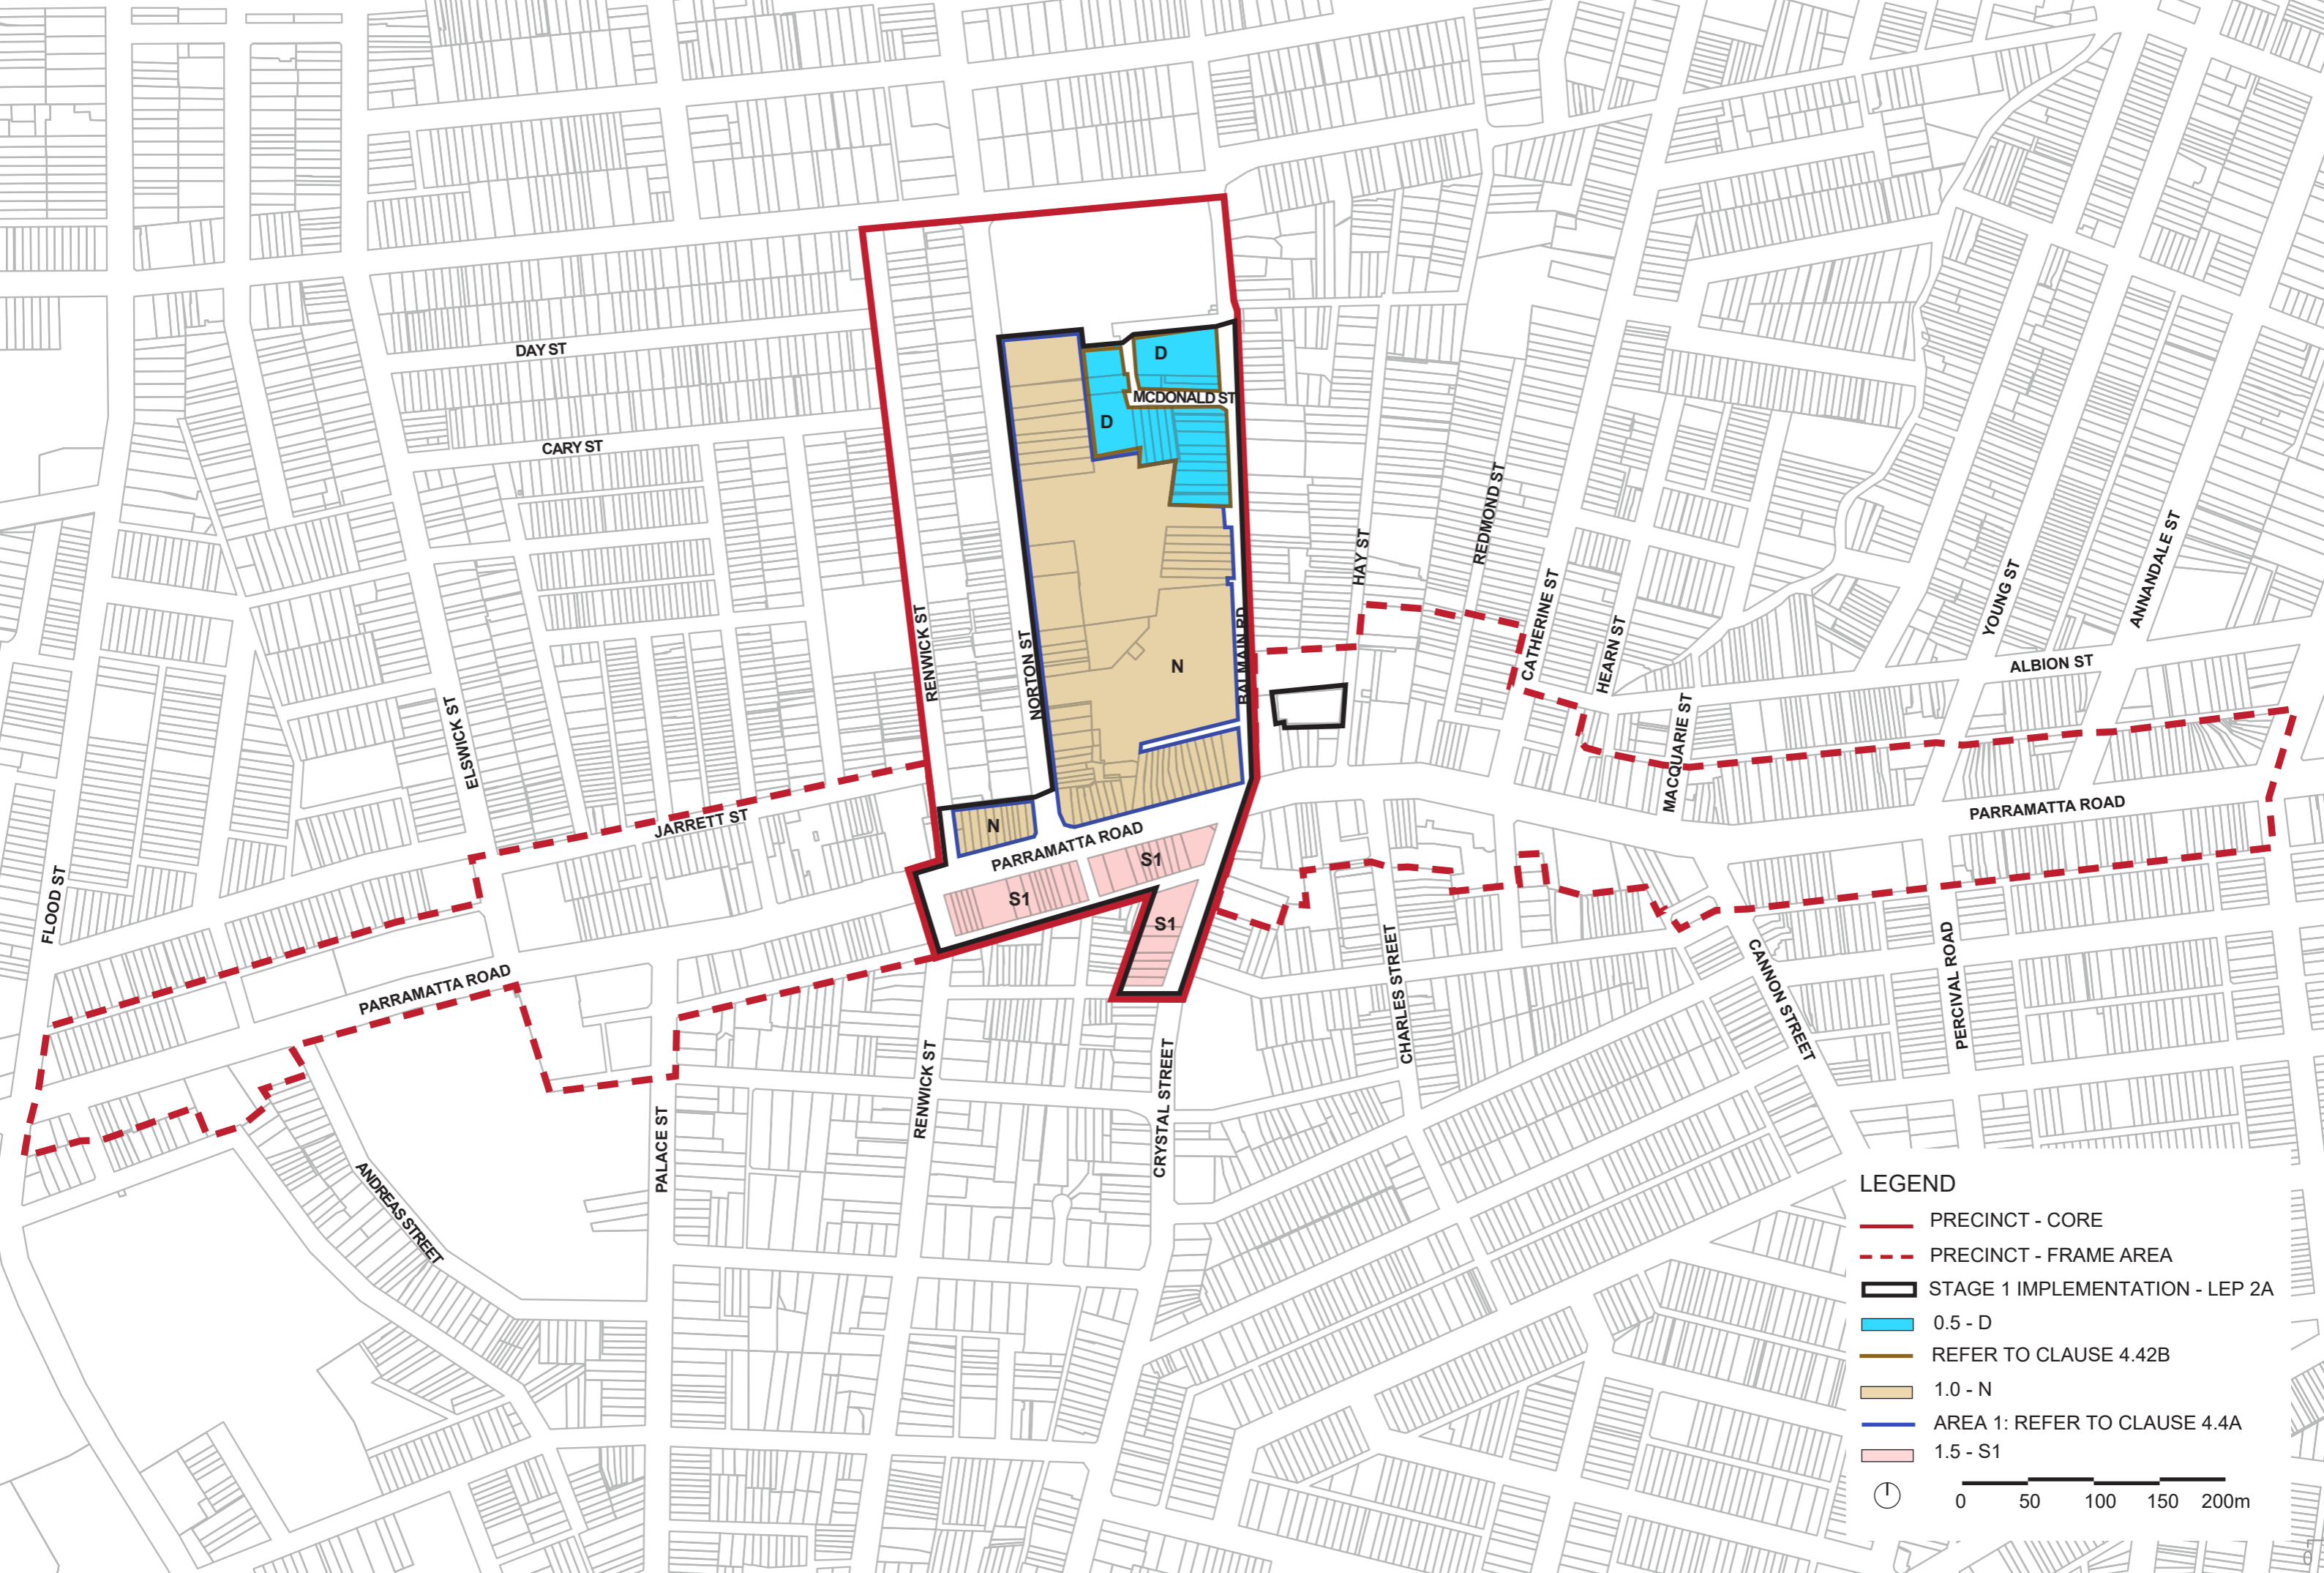 DAY ST
D
MCDONALD ST
D
CARY ST
REDMOND ST
HAY ST
ANNANDALE ST
YOUNG ST
CATHERINE ST
HEARN ST
RENWICK ST
NORTON ST
BALMAIN RD
N
ALBION ST
ELSWICK ST
MACQUARIE ST
PARRAMATTA ROAD
JARRETT ST
N
PARRAMATTA ROAD
S1
S1
S1
FLOOD ST
PARRAMATTA ROAD
CHARLES STREET
CANNON STREET
PERCIVAL ROAD
RENWICK ST
CRYSTAL STREET
PALACE ST
ANDREAS STREET
LEGEND
PRECINCT - CORE
PRECINCT - FRAME AREA
STAGE 1 IMPLEMENTATION - LEP 2A
0.5 - D
REFER TO CLAUSE 4.42B
1.0 - N
AREA 1: REFER TO CLAUSE 4.4A
1.5 - S1
0 50 100 150 200m